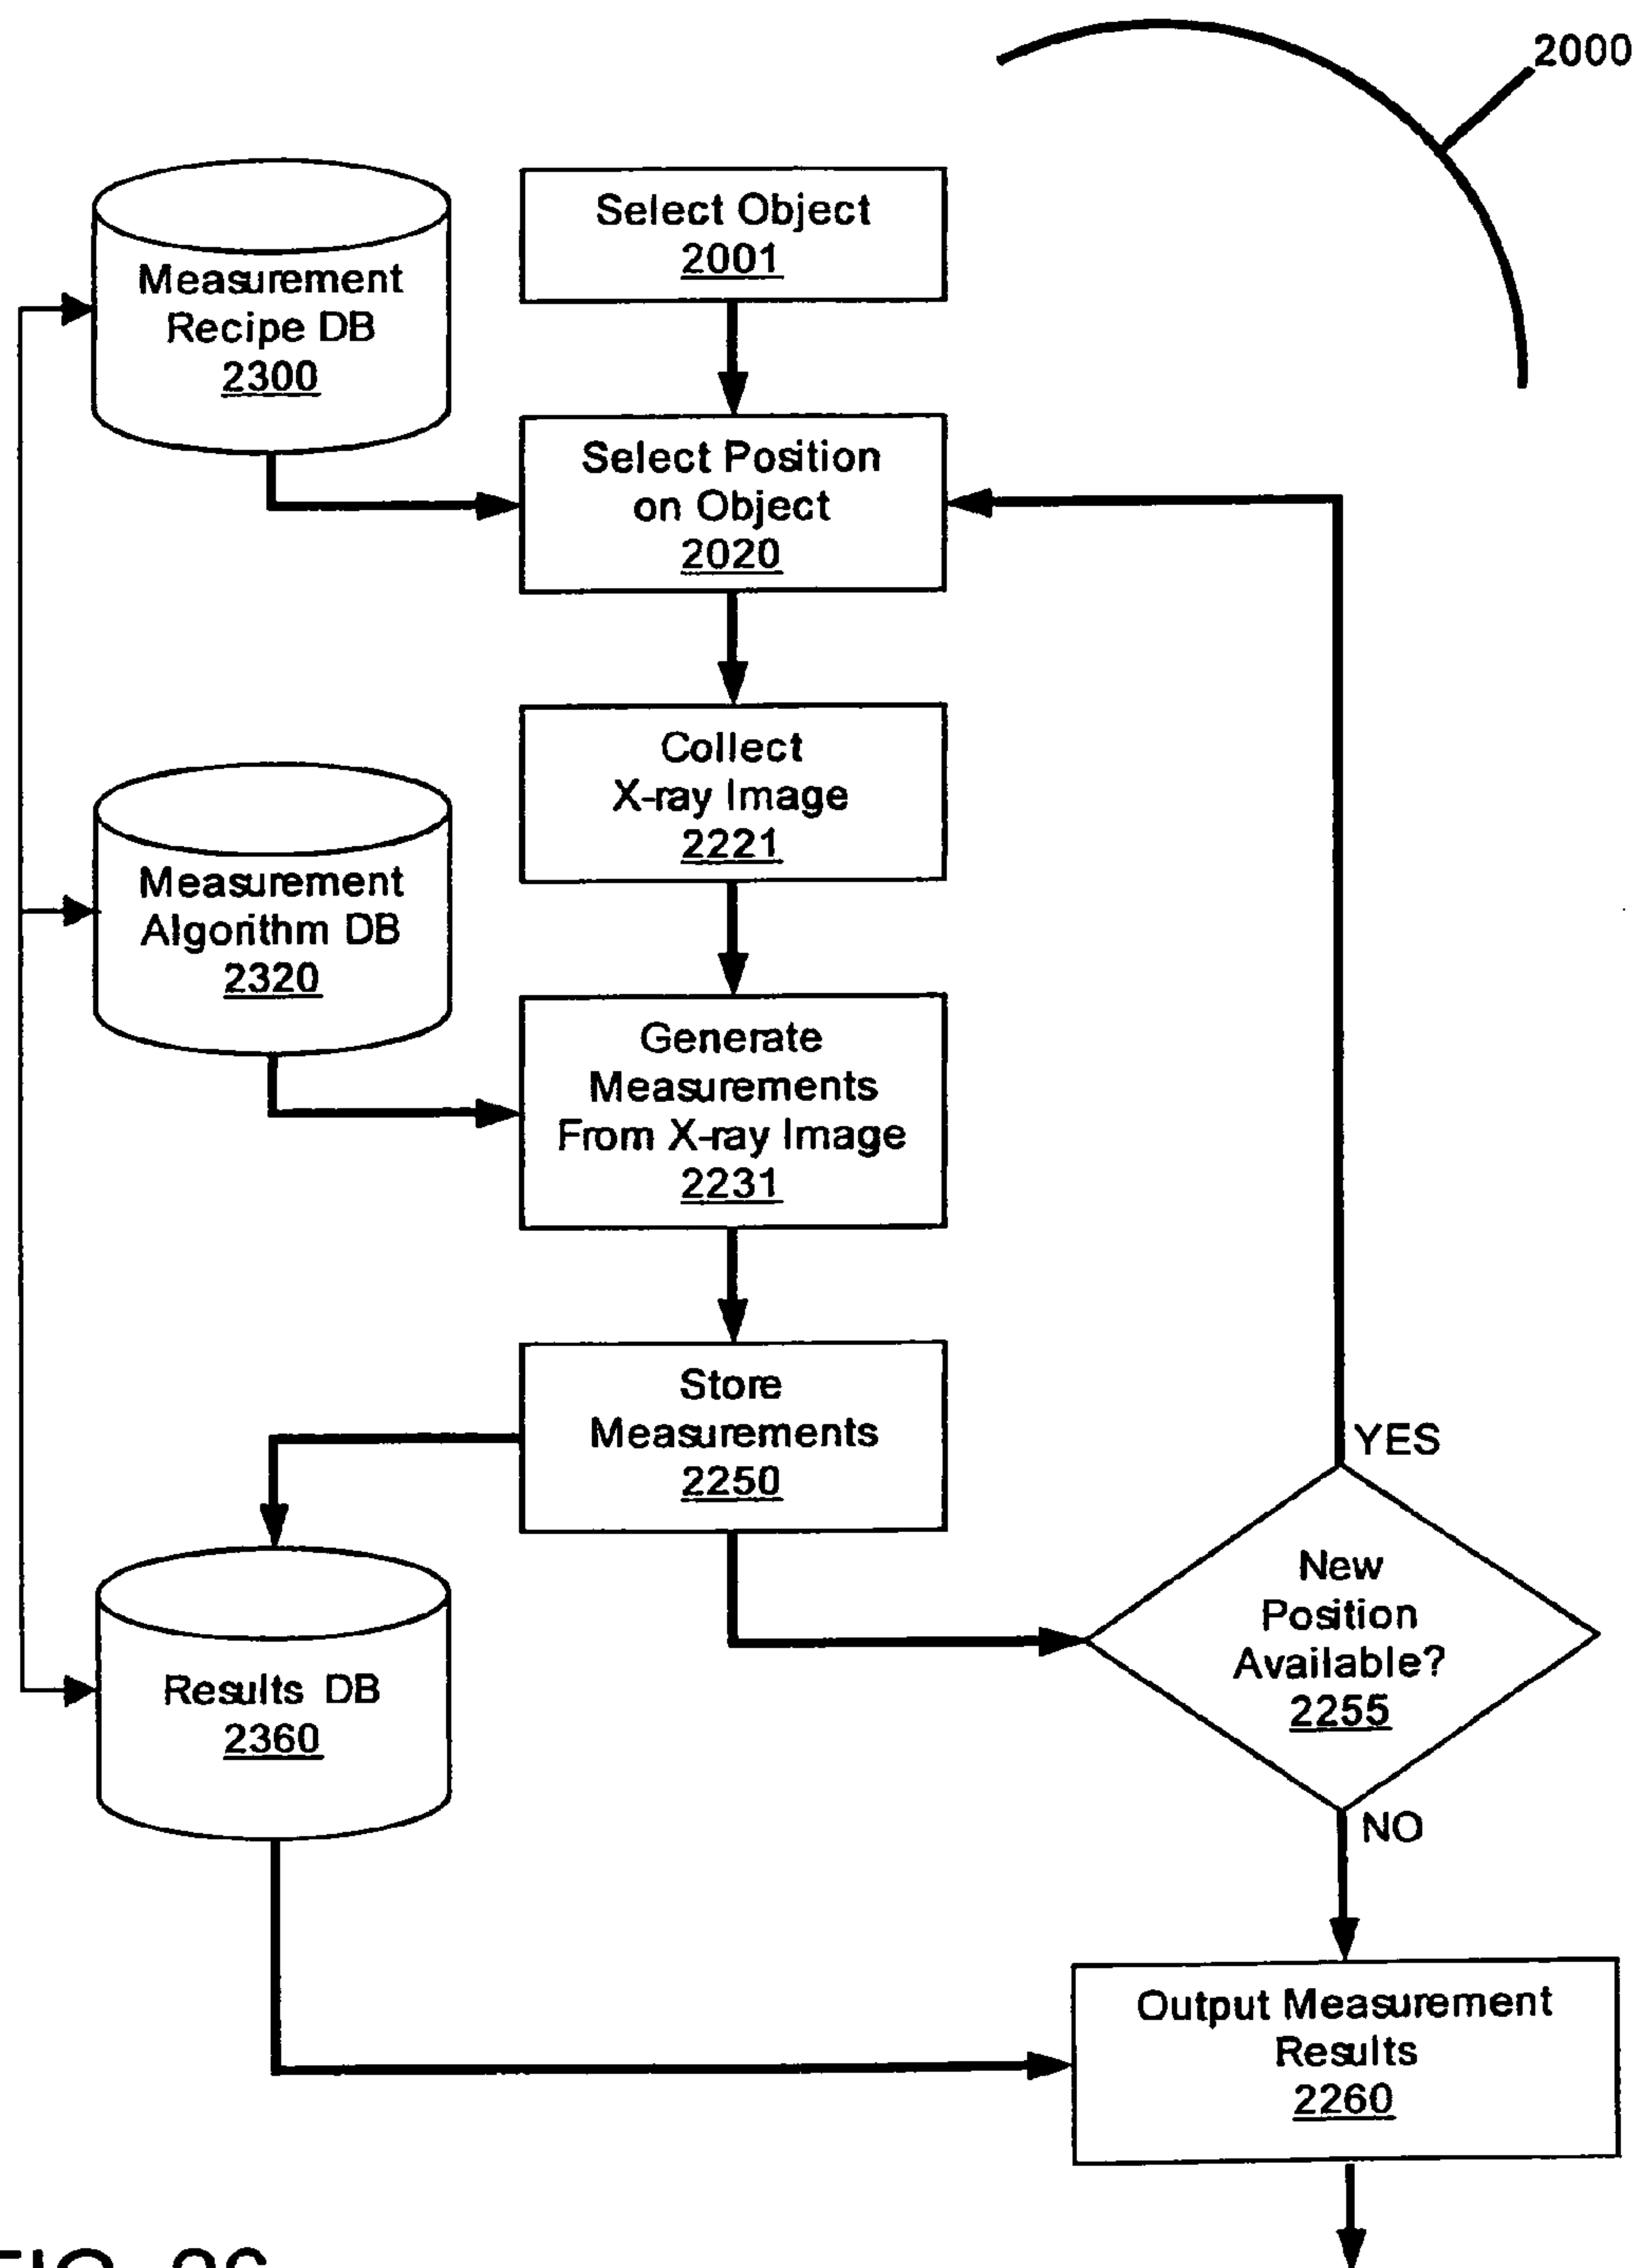 2000
Select Object
2001
Measurement
Recipe DB
2300
Select Position
on Object
2020
Collect
X-ray Image
2221
Measurement
Algorithm DB
2320
Generate
Measurements
From X-ray Image
2231
Store
Measurements
2250
YES
New
Position
Available?
2255
Results DB
2360
NO
Output Measurement
Results
2260